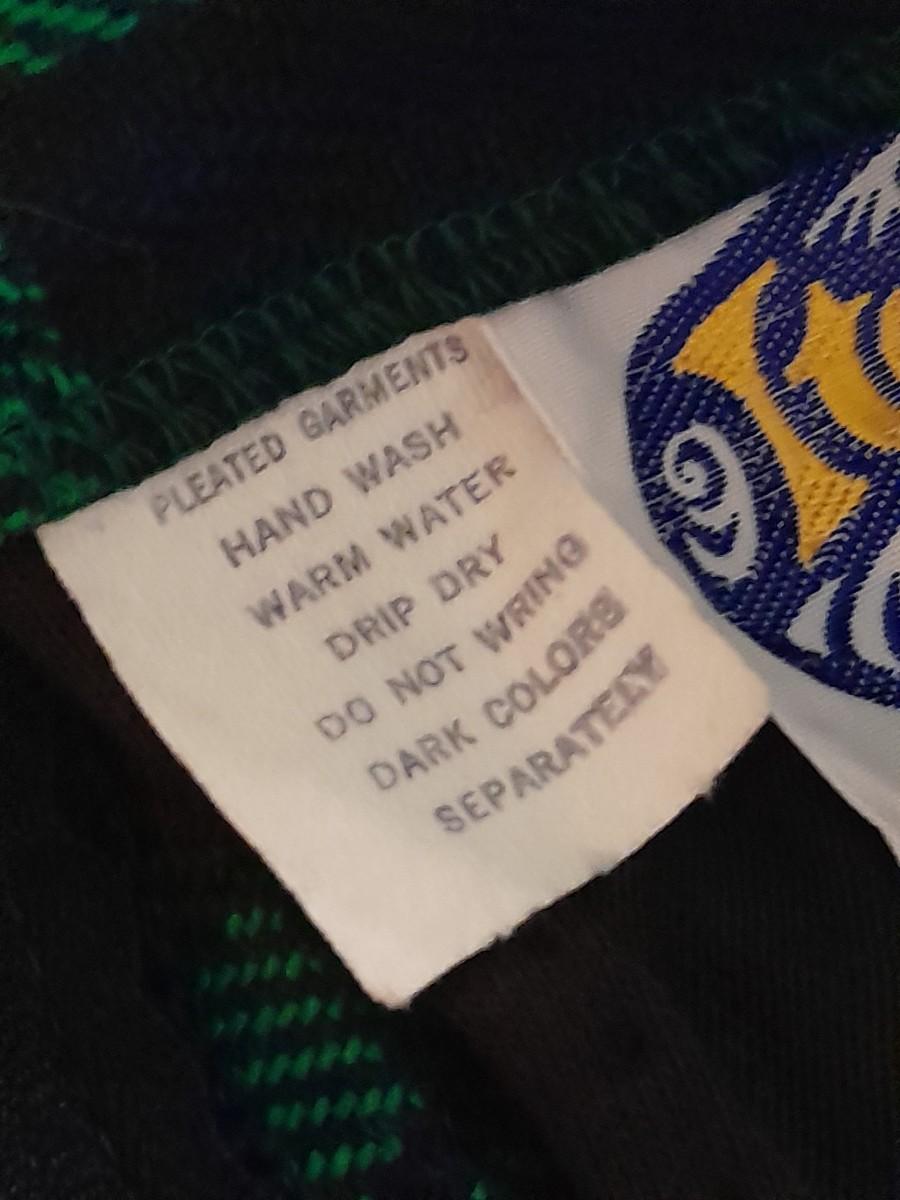 PLEATED GARMENTS
HAND WASH
WARM WATER
DRIP DRY
DO NOT WRING
DARK COLORS
SEPARATELY